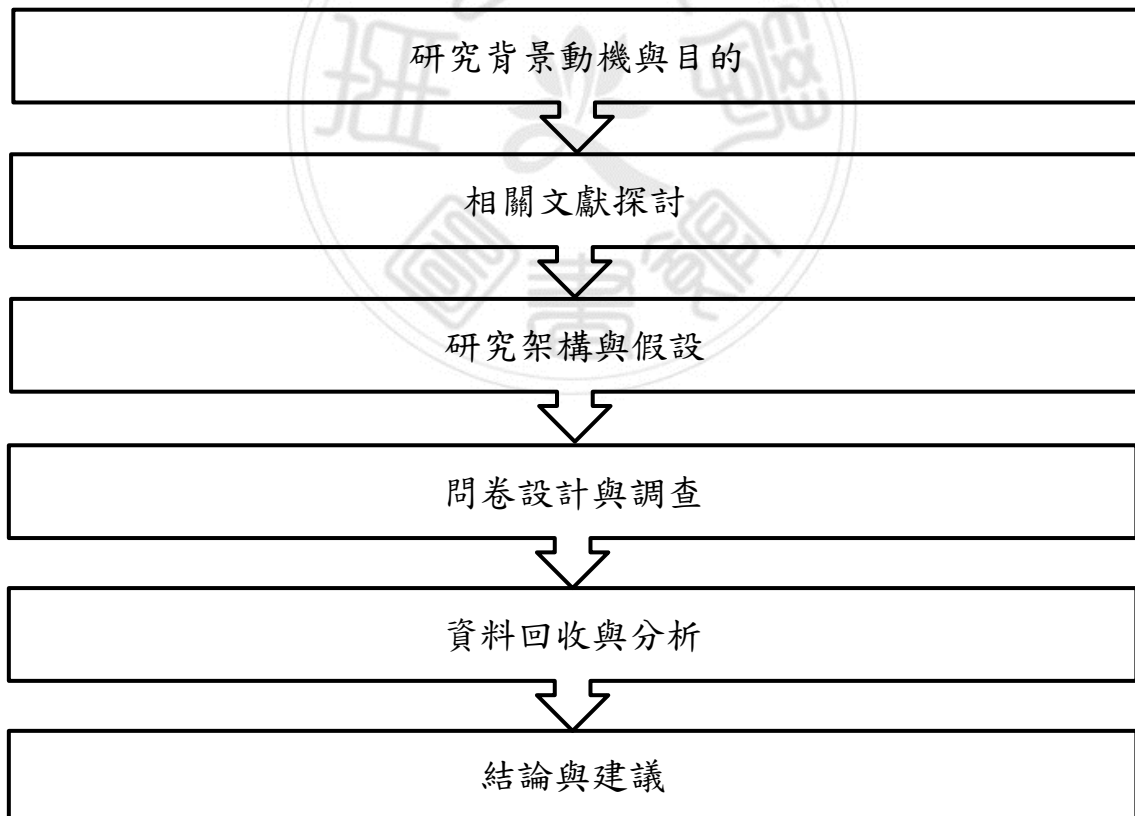 研究背景動機與目的
相關文獻探討
研究架構與假設
問卷設計與調查
資料回收與分析
結論與建議